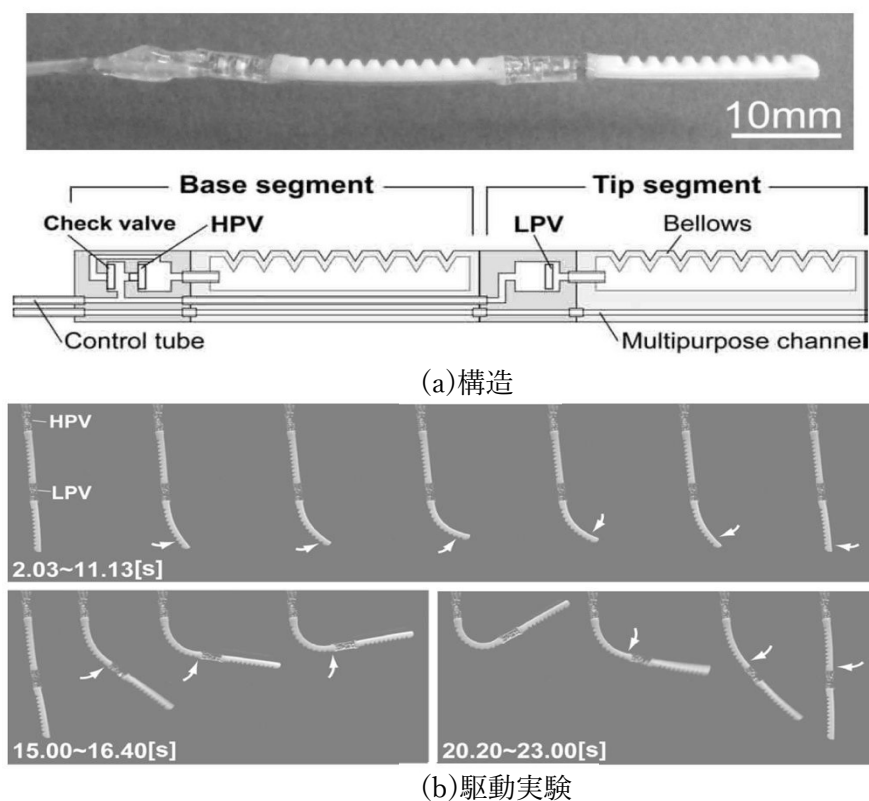 10mm
Base segment
Tip segment
Check valve
HPV
LPV
Bellows
Control tube
Multipurpose channel
(a)構造
HPV
LPV
2.03~11.13[s]
15.00~16.40[s]
20.20~23.00[s]
(b)駆動実験